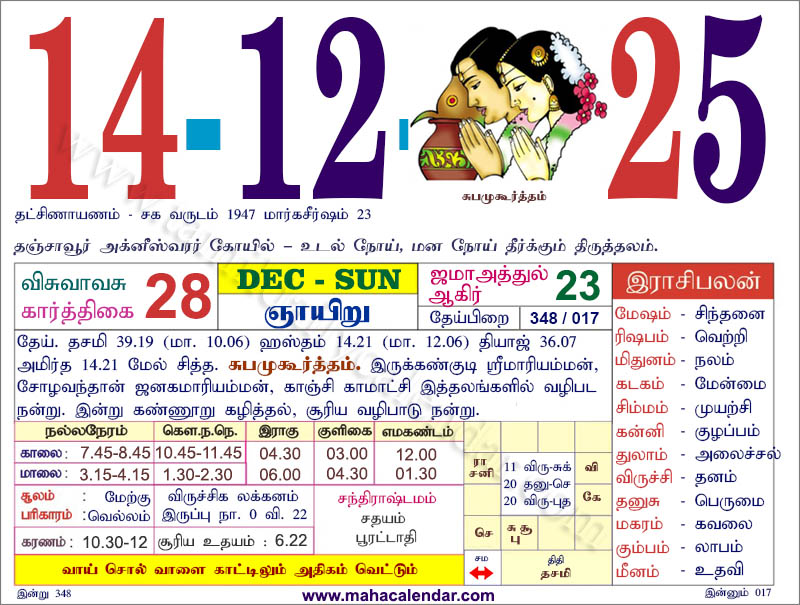 14-12-25
சுபமுகூர்த்தம்
தட்சிணாயணம் - சக வருடம் 1947 மார்கசீர்ஷம் 23
தஞ்சாவூர் அக்னீஸ்வரர் கோயில் – உடல் நோய், மன நோய் தீர்க்கும் திருத்தலம்.
விசுவாவசு
கார்த்திகை 28
DEC - SUN
ஞாயிறு
ஜமாஅத்துல்
ஆகிர் 23
தேய்பிறை 348 / 017
தேய். தசமி 39.19 (மா. 10.06) ஹஸ்தம் 14.21 (மா. 12.06) தியாஜ் 36.07
அமிர்த 14.21 மேல் சித்த. சுபமுகூர்த்தம். இருக்கண்குடி ஸ்ரீமாரியம்மன்,
சோழவந்தான் ஜனகமாரியம்மன், காஞ்சி காமாட்சி இத்தலங்களில் வழிபட
நன்று. இன்று கண்ணூறு கழித்தல், சூரிய வழிபாடு நன்று.
நல்லநேரம் கௌ.ந.நெ. இராகு குளிகை எமகண்டம்
காலை: 7.45-8.45 10.45-11.45 04.30 03.00 12.00
மாலை: 3.15-4.15 1.30-2.30 06.00 04.30 01.30
சூலம் : மேற்கு
பரிகாரம் :வெல்லம்
விருச்சிக லக்கனம்
இருப்பு நா. 0 வி. 22
சந்திராஷ்டமம்
சதயம்
பூரட்டாதி
கரணம் : 10.30-12 சூரிய உதயம் : 6.22
வாய் சொல் வாளை காட்டிலும் அதிகம் வெட்டும்
ரா
சனி
11 விரு-சுக்
20 தனு-செ
20 விரு-புத
வி
கே
செ
சு சூ
பு
சம
திதி
தசமி
இராசிபலன்
மேஷம் - சிந்தனை
ரிஷபம் - வெற்றி
மிதுனம் - நலம்
கடகம் - மேன்மை
சிம்மம் - முயற்சி
கன்னி - குழப்பம்
துலாம் - அலைச்சல்
விருச்சி - தனம்
தனுசு - பெருமை
மகரம் - கவலை
கும்பம் - லாபம்
மீனம் - உதவி
இன்று 348
www.mahacalendar.com
இன்னும் 017